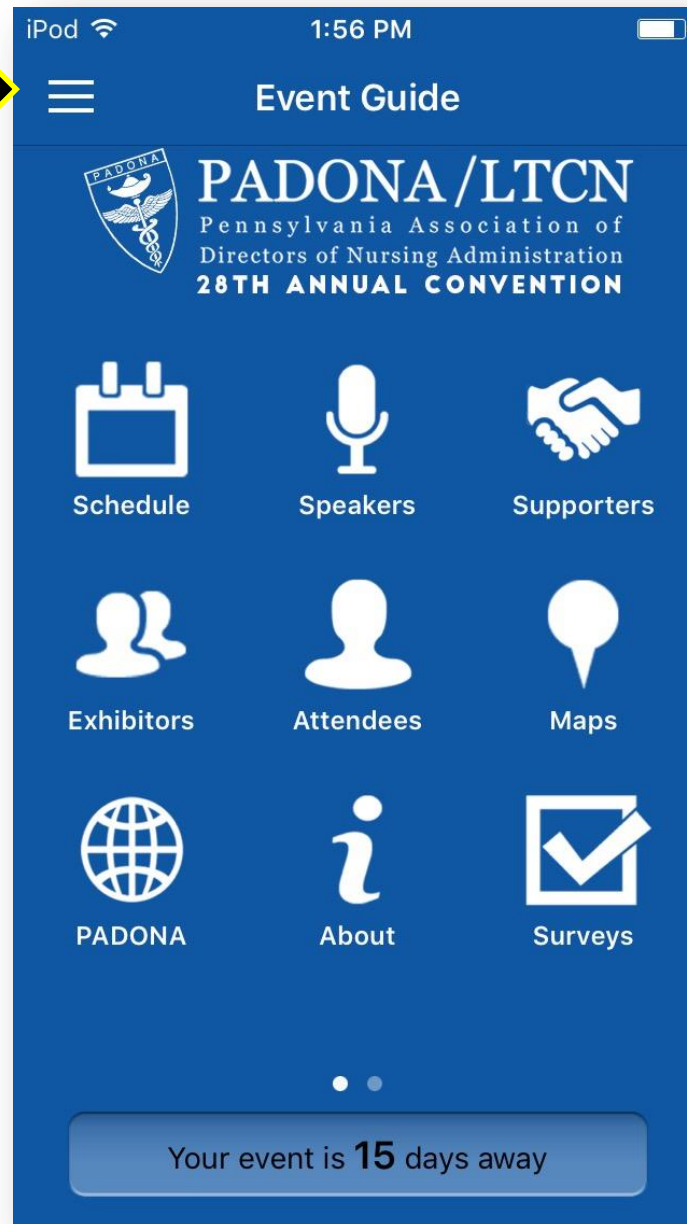 iPod 1:56 PM
Event Guide
PADONA
PADONA/LTCN
Pennsylvania Association of
Directors of Nursing Administration
28TH ANNUAL CONVENTION
Schedule Speakers Supporters
Exhibitors Attendees Maps
PADONA About Surveys
Your event is 15 days away